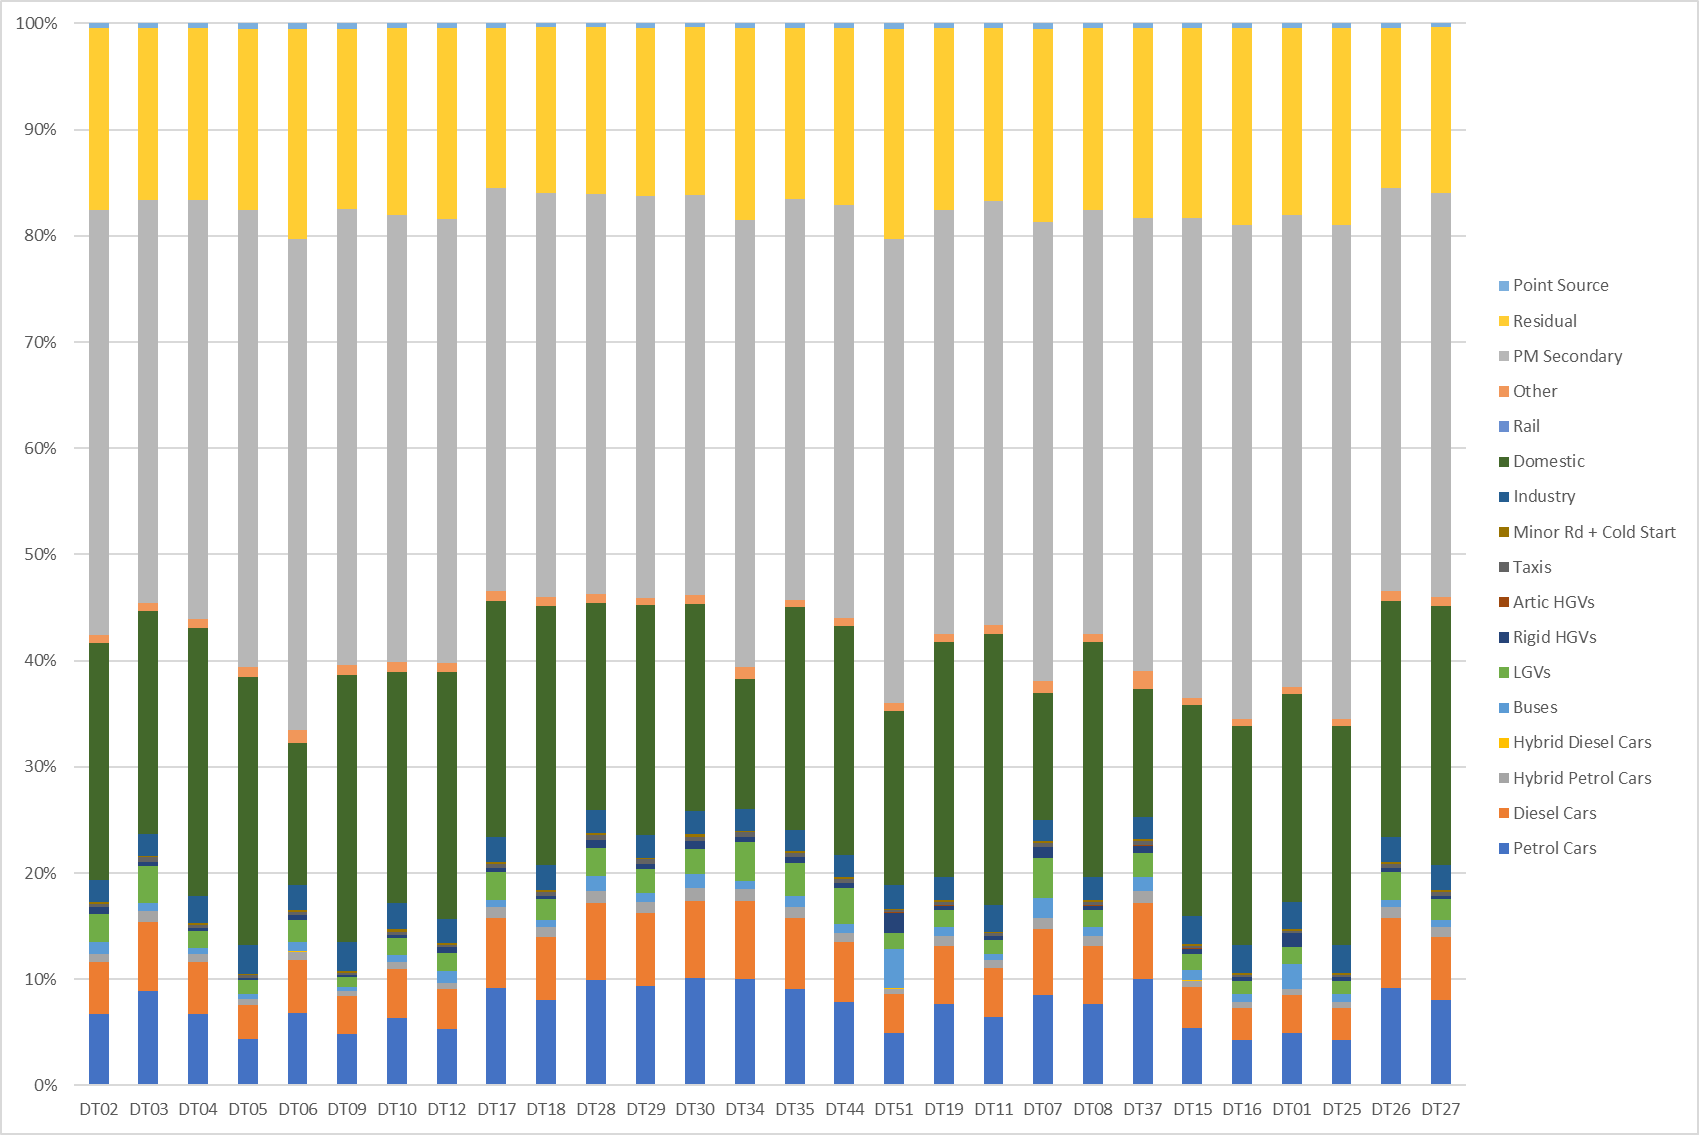 100%
90%
80%
70%
60%
50%
40%
30%
20%
10%
0%
DT02 DT03 DT04 DT05 DT06 DT09 DT10 DT12 DT17 DT18 DT28 DT29 DT30 DT34 DT35 DT44 DT51 DT19 DT11 DT07 DT08 DT37 DT15 DT16 DT01 DT25 DT26 DT27
Point Source
Residual
PM Secondary
Other
Rail
Domestic
Industry
Minor Rd + Cold Start
Taxis
Artic HGVs
Rigid HGVs
LGVs
Buses
Hybrid Diesel Cars
Hybrid Petrol Cars
Diesel Cars
Petrol Cars